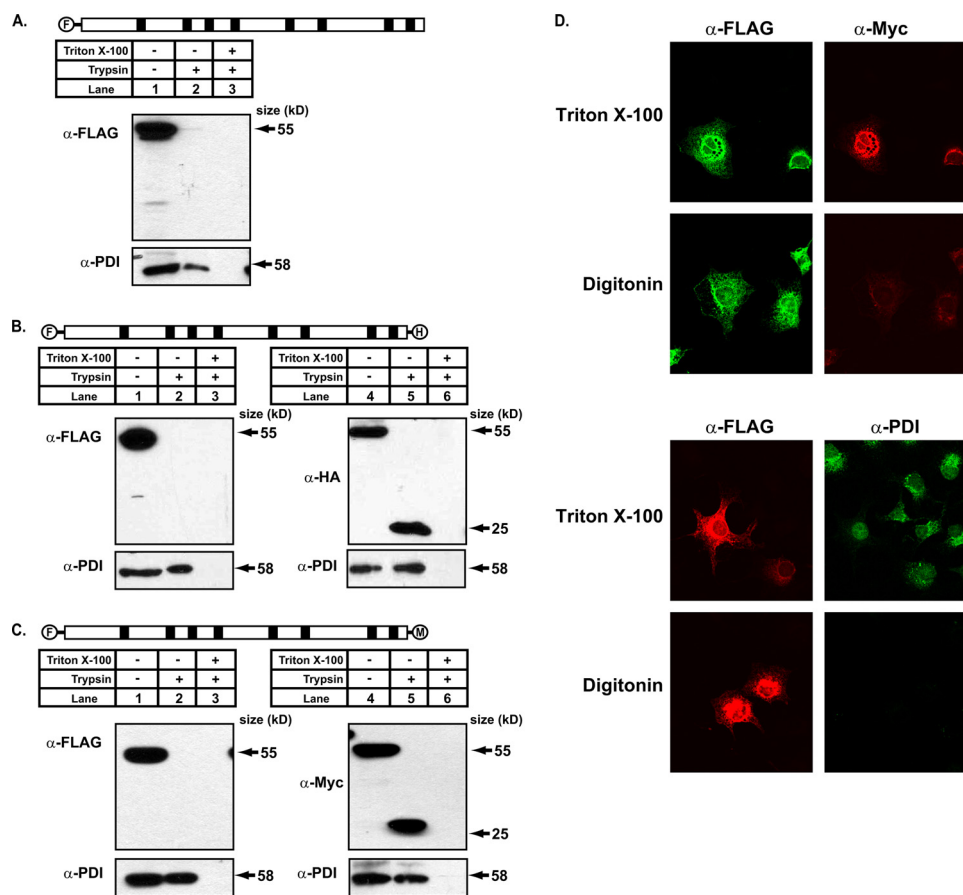 A.
F
Triton X-100 - - +
Trypsin - + +
Lane 1 2 3
size (kD)
α-FLAG
55
α-PDI
58
B.
F H
Triton X-100 - - +
Trypsin - + +
Lane 1 2 3
Triton X-100 - - +
Trypsin - + +
Lane 4 5 6
size (kD)
size (kD)
α-FLAG
55
55
α-HA
25
α-PDI
58
α-PDI
58
C.
F M
Triton X-100 - - +
Trypsin - + +
Lane 1 2 3
Triton X-100 - - +
Trypsin - + +
Lane 4 5 6
size (kD)
size (kD)
α-FLAG
55
55
α-Myc
25
α-PDI
58
α-PDI
58
D.
α-FLAG α-Myc
Triton X-100
Digitonin
α-FLAG α-PDI
Triton X-100
Digitonin